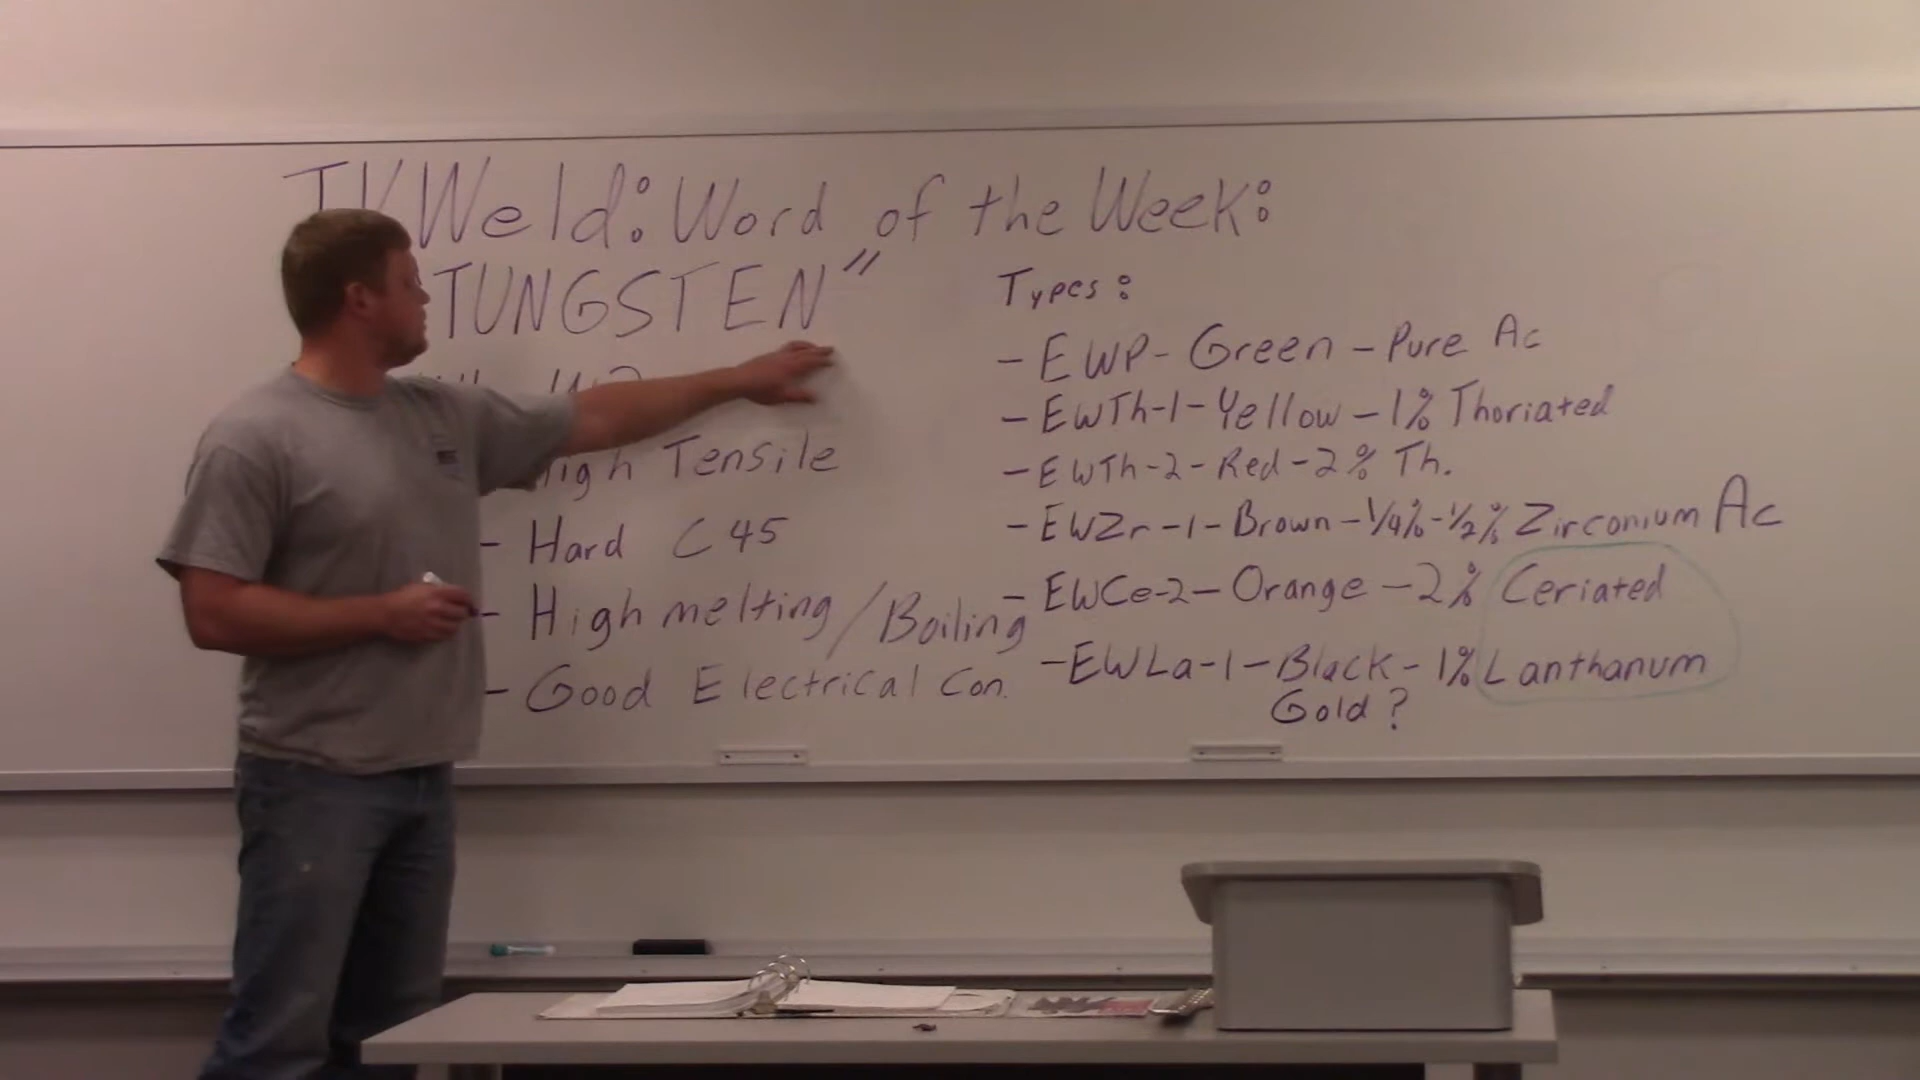 TKWeld: Word of the Week:
TUNGSTEN"
High Tensile
- Hard C 45
- High melting / Boiling
- Good Electrical Con.
Types:
- EWP - Green - Pure Ac
- EWTh-1 - Yellow - 1% Thoriated
- EWTh-2 - Red - 2% Th.
- EWZr-1 - Brown - 1/4% - 1/2% Zirconium Ac
- EWCe-2 - Orange - 2% Ceriated
- EWLa-1 - Black - 1% Lanthanum
Gold?